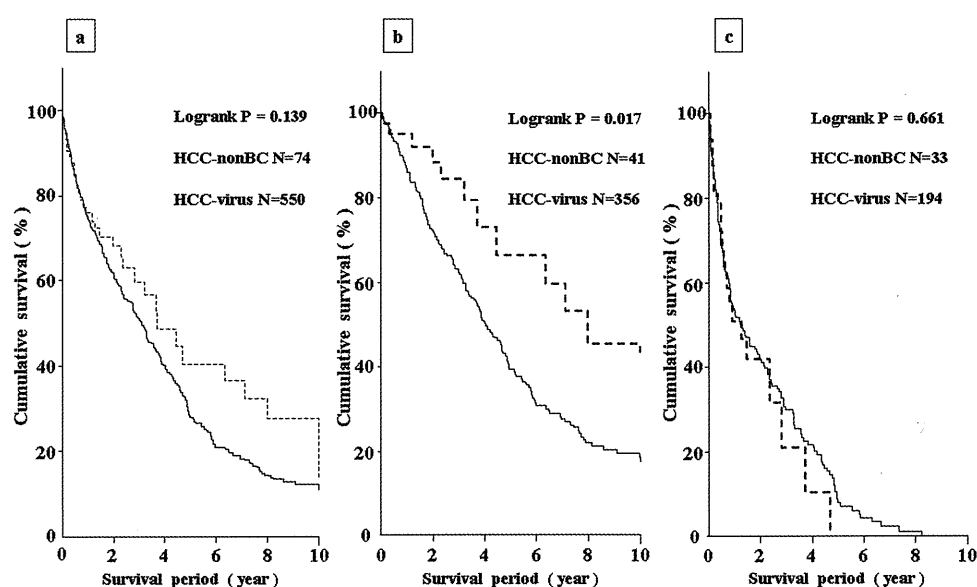 a
Logrank P = 0.139
HCC-nonBC N=74
HCC-virus N=550
Cumulative survival ( % )
100
80
60
40
20
0
0 2 4 6 8 10
Survival period ( year )
b
Logrank P = 0.017
HCC-nonBC N=41
HCC-virus N=356
Cumulative survival ( % )
100
80
60
40
20
0
0 2 4 6 8 10
Survival period ( year )
c
Logrank P = 0.661
HCC-nonBC N=33
HCC-virus N=194
Cumulative survival ( % )
100
80
60
40
20
0
0 2 4 6 8 10
Survival period ( year )